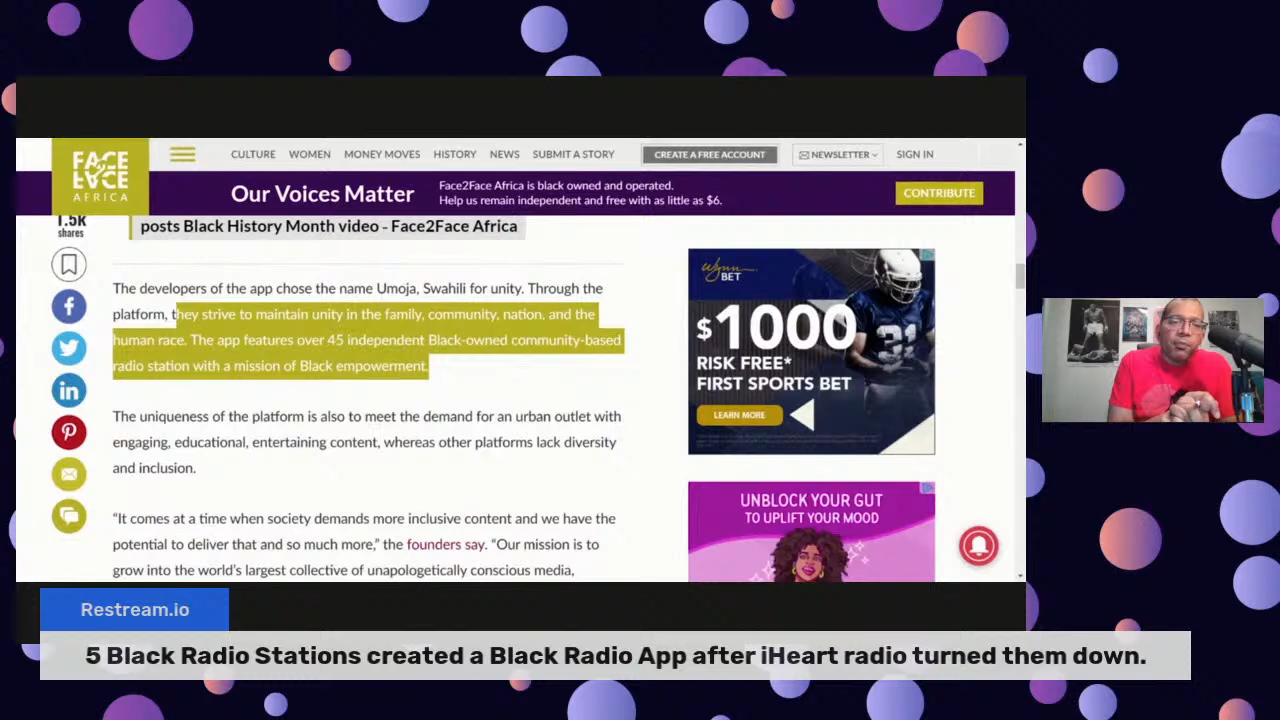 FACE
2
FACE
AFRICA
CULTURE WOMEN MONEY MOVES HISTORY NEWS SUBMIT A STORY CREATE A FREE ACCOUNT NEWSLETTER SIGN IN
Our Voices Matter
Face2Face Africa is black owned and operated.
Help us remain independent and free with as little as $6.
CONTRIBUTE
1.5K
shares
posts Black History Month video - Face2Face Africa
The developers of the app chose the name Umoja, Swahili for unity. Through the
platform, they strive to maintain unity in the family, community, nation, and the
human race. The app features over 45 independent Black-owned community-based
radio station with a mission of Black empowerment.
The uniqueness of the platform is also to meet the demand for an urban outlet with
engaging, educational, entertaining content, whereas other platforms lack diversity
and inclusion.
“It comes at a time when society demands more inclusive content and we have the
potential to deliver that and so much more,” the founders say. “Our mission is to
grow into the world’s largest collective of unapologetically conscious media,
Wynn
BET
$1000
RISK FREE*
FIRST SPORTS BET
LEARN MORE
31
UNBLOCK YOUR GUT
TO UPLIFT YOUR MOOD
Restream.io
5 Black Radio Stations created a Black Radio App after iHeart radio turned them down.